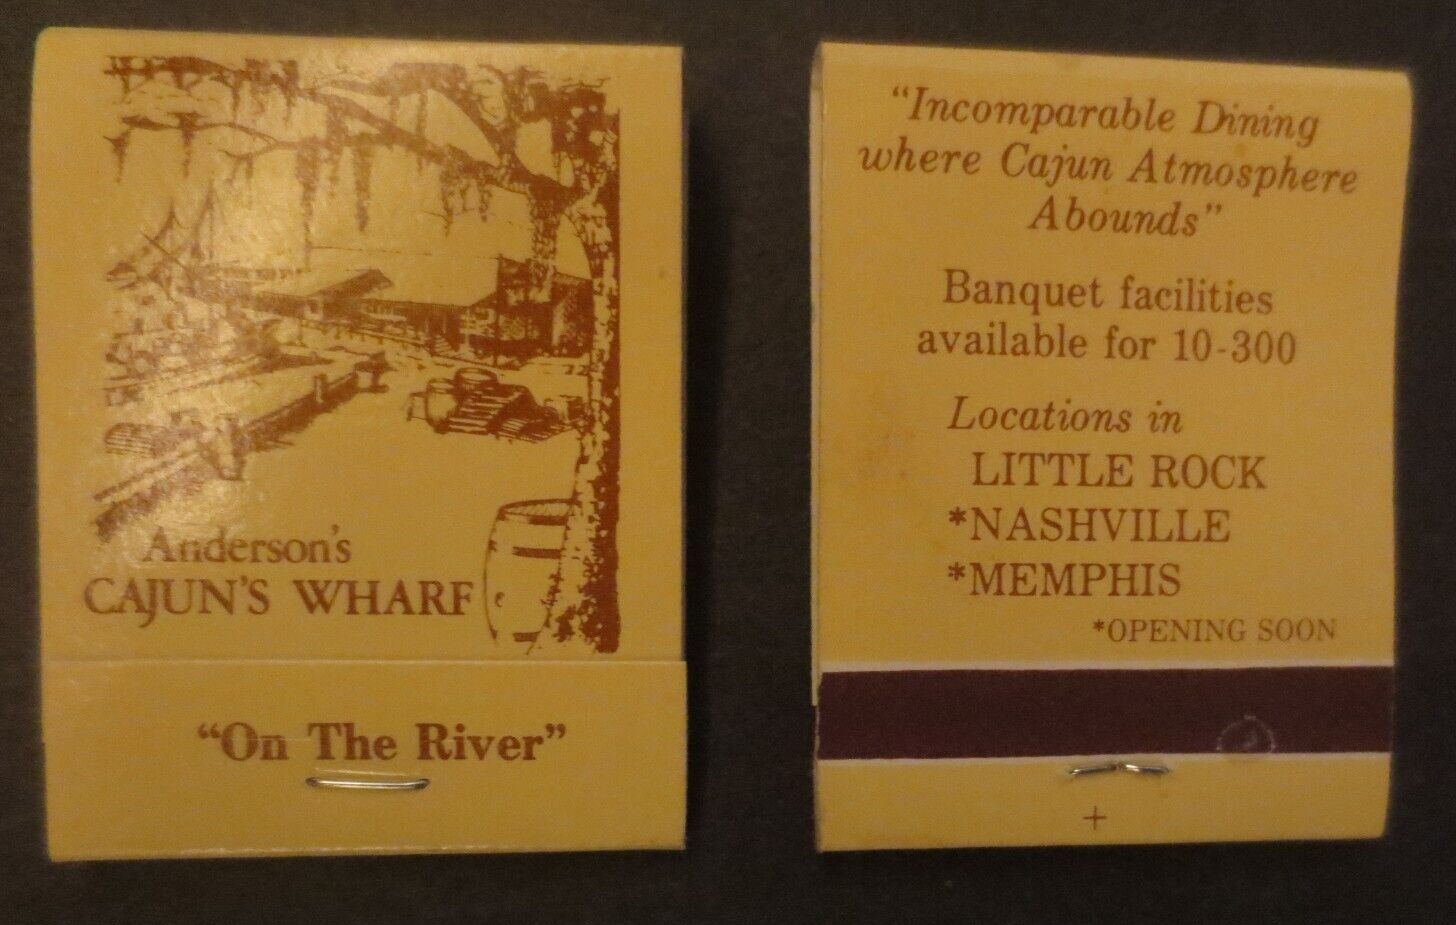 Anderson's
CAJUN'S WHARF
"On The River"
"Incomparable Dining
where Cajun Atmosphere
Abounds"
Banquet facilities
available for 10-300
Locations in
LITTLE ROCK
*NASHVILLE
*MEMPHIS
*OPENING SOON
+